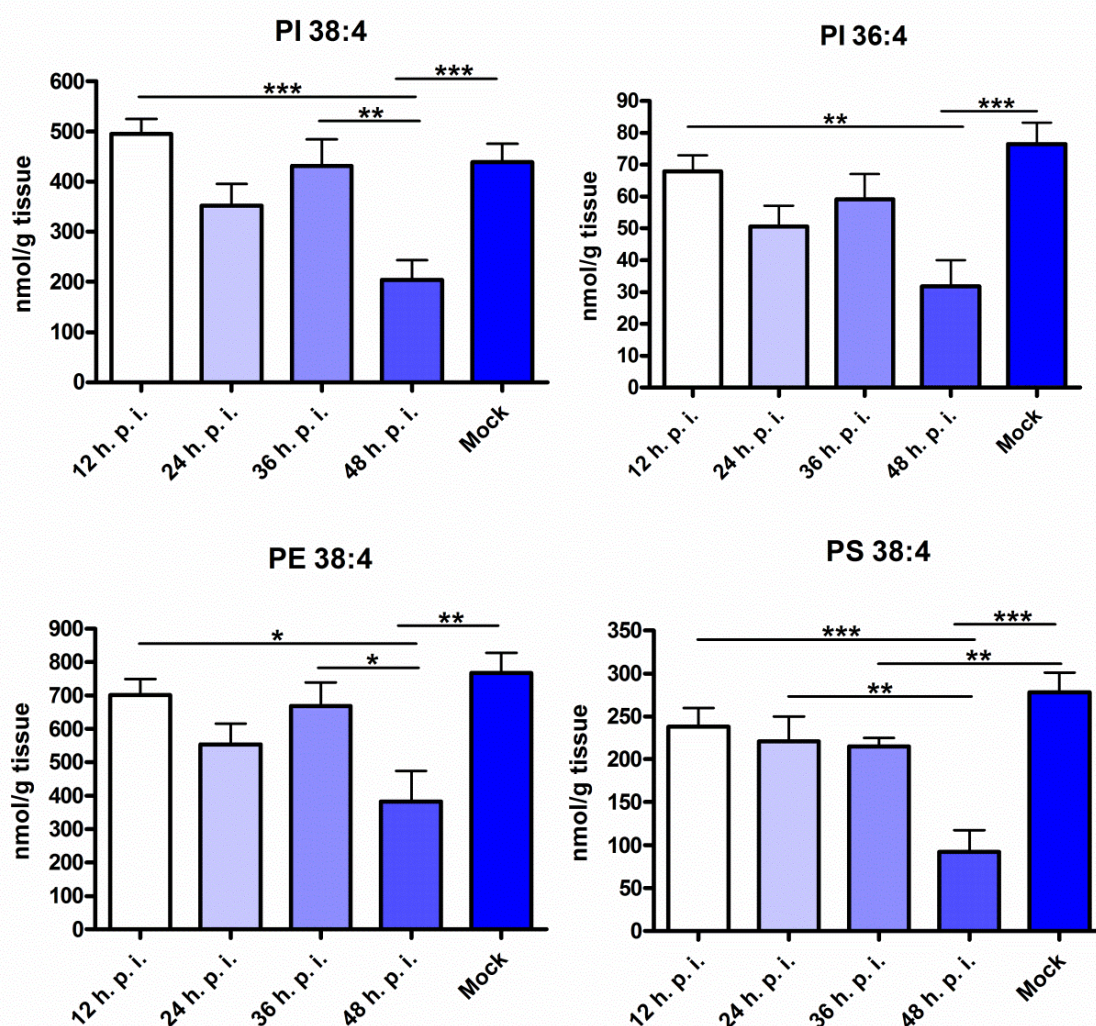 PI 38:4
600
500
400
300
200
100
0
nmol/g tissue
***
***
**
12 h. p. i.
24 h. p. i.
36 h. p. i.
48 h. p. i.
Mock
PI 36:4
90
80
70
60
50
40
30
20
10
0
nmol/g tissue
***
**
12 h. p. i.
24 h. p. i.
36 h. p. i.
48 h. p. i.
Mock
PE 38:4
900
800
700
600
500
400
300
200
100
0
nmol/g tissue
**
*
*
12 h. p. i.
24 h. p. i.
36 h. p. i.
48 h. p. i.
Mock
PS 38:4
350
300
250
200
150
100
50
0
nmol/g tissue
***
***
**
**
12 h. p. i.
24 h. p. i.
36 h. p. i.
48 h. p. i.
Mock